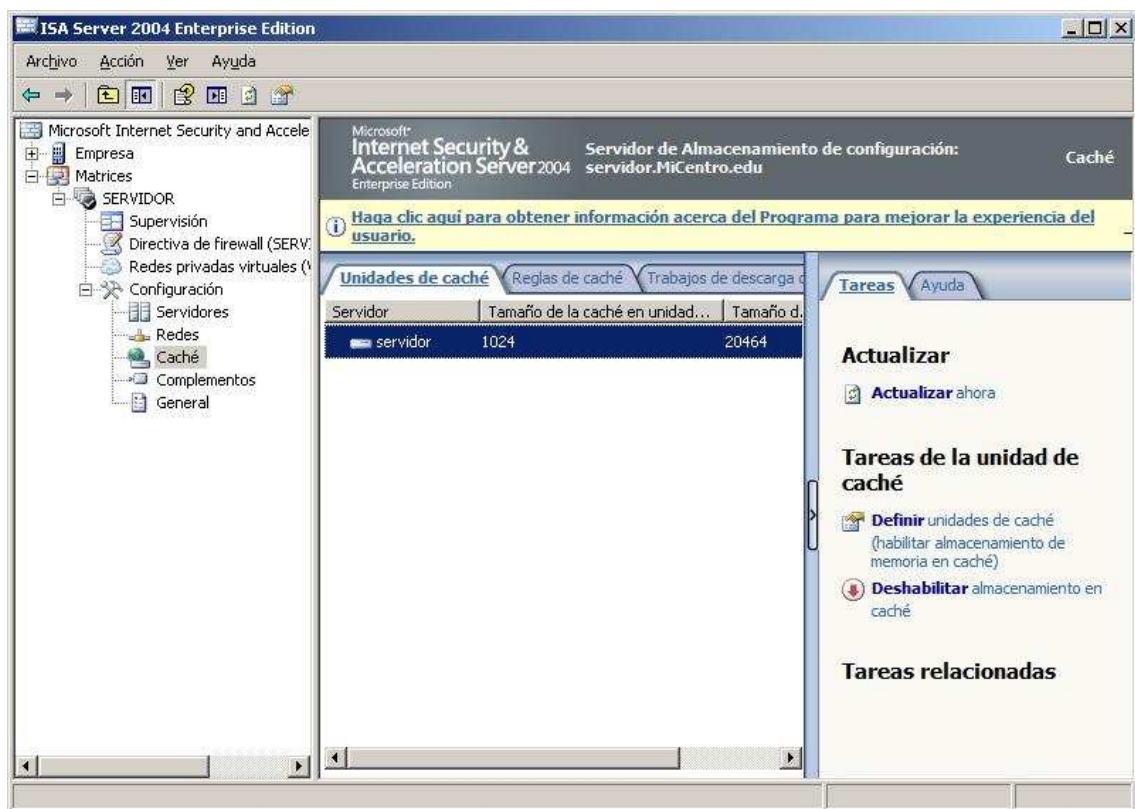 ISA Server 2004 Enterprise Edition
Archivo Acción Ver Ayuda
Microsoft Internet Security and Accele
Empresa
Matrices
SERVIDOR
Supervisión
Directiva de firewall (SERV
Redes privadas virtuales (
Configuración
Servidores
Redes
Caché
Complementos
General
Microsoft
Internet Security &
Acceleration Server 2004
Enterprise Edition
Servidor de Almacenamiento de configuración:
servidor.MiCentro.edu
Caché
Haga clic aquí para obtener información acerca del Programa para mejorar la experiencia del
usuario.
Unidades de caché Reglas de caché Trabajos de descarga d
Servidor Tamaño de la caché en unidad... Tamaño d.
servidor 1024 20464
Tareas Ayuda
Actualizar
Actualizar ahora
Tareas de la unidad de
caché
Definir unidades de caché
(habilitar almacenamiento de
memoria en caché)
Deshabilitar almacenamiento en
caché
Tareas relacionadas